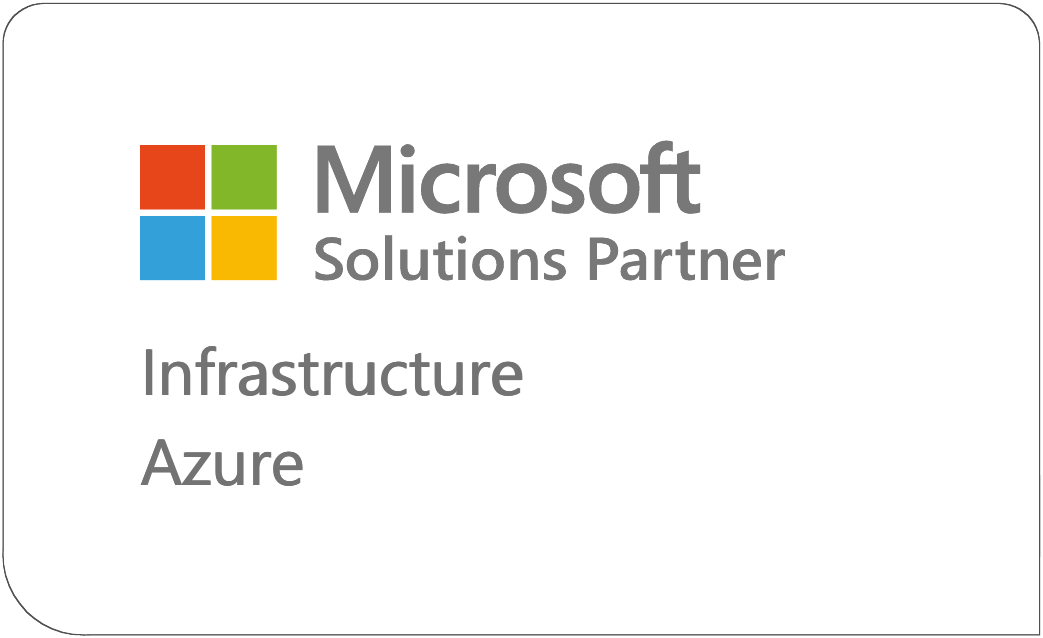 Microsoft
Solutions Partner
Infrastructure
Azure